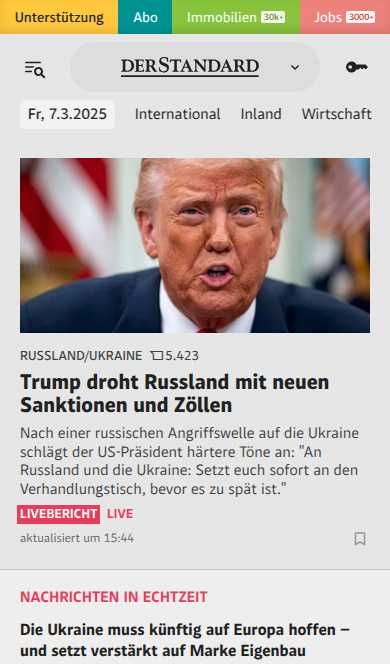 Unterstützung Abo Immobilien 30k+ Jobs 3000+
DERSTANDARD
Fr, 7.3.2025 International Inland Wirtschaft
RUSSLAND/UKRAINE 5.423
Trump droht Russland mit neuen
Sanktionen und Zöllen
Nach einer russischen Angriffswelle auf die Ukraine
schlägt der US-Präsident härtere Töne an: "An
Russland und die Ukraine: Setzt euch sofort an den
Verhandlungstisch, bevor es zu spät ist."
LIVEBERICHT LIVE
aktualisiert um 15:44
NACHRICHTEN IN ECHTZEIT
Die Ukraine muss künftig auf Europa hoffen –
und setzt verstärkt auf Marke Eigenbau